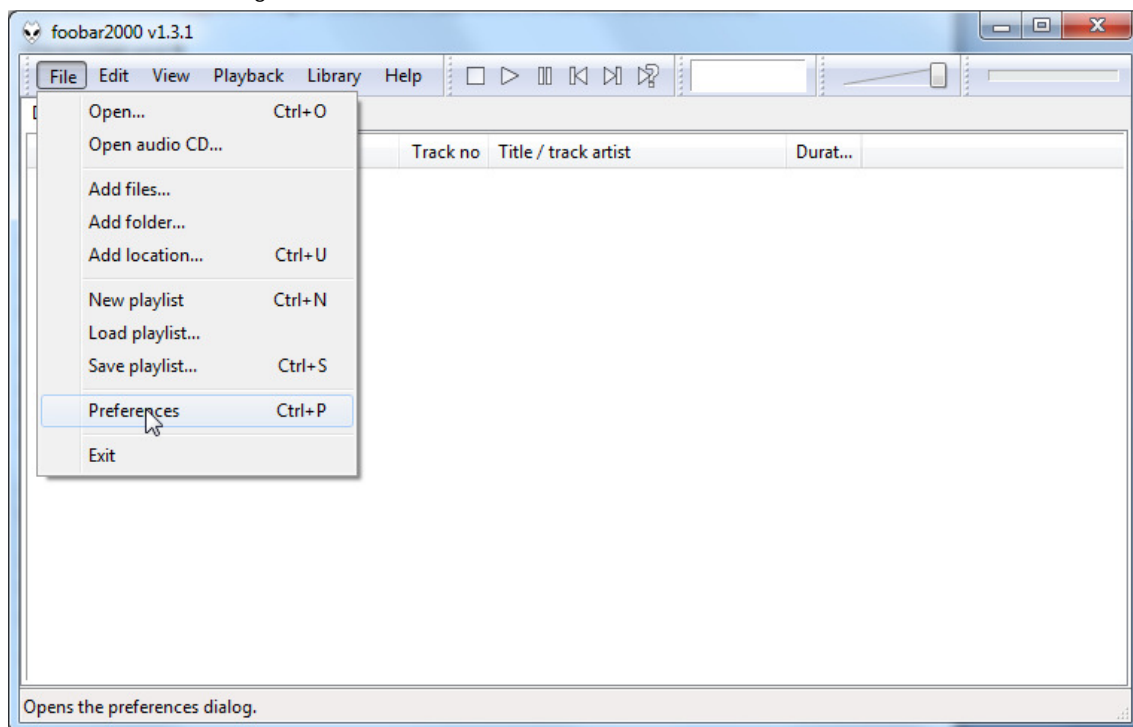 foobar2000 v1.3.1
File Edit View Playback Library Help
Open... Ctrl+O
Open audio CD...
Track no Title / track artist Durat...
Add files...
Add folder...
Add location... Ctrl+U
New playlist Ctrl+N
Load playlist...
Save playlist... Ctrl+S
Preferences Ctrl+P
Exit
Opens the preferences dialog.